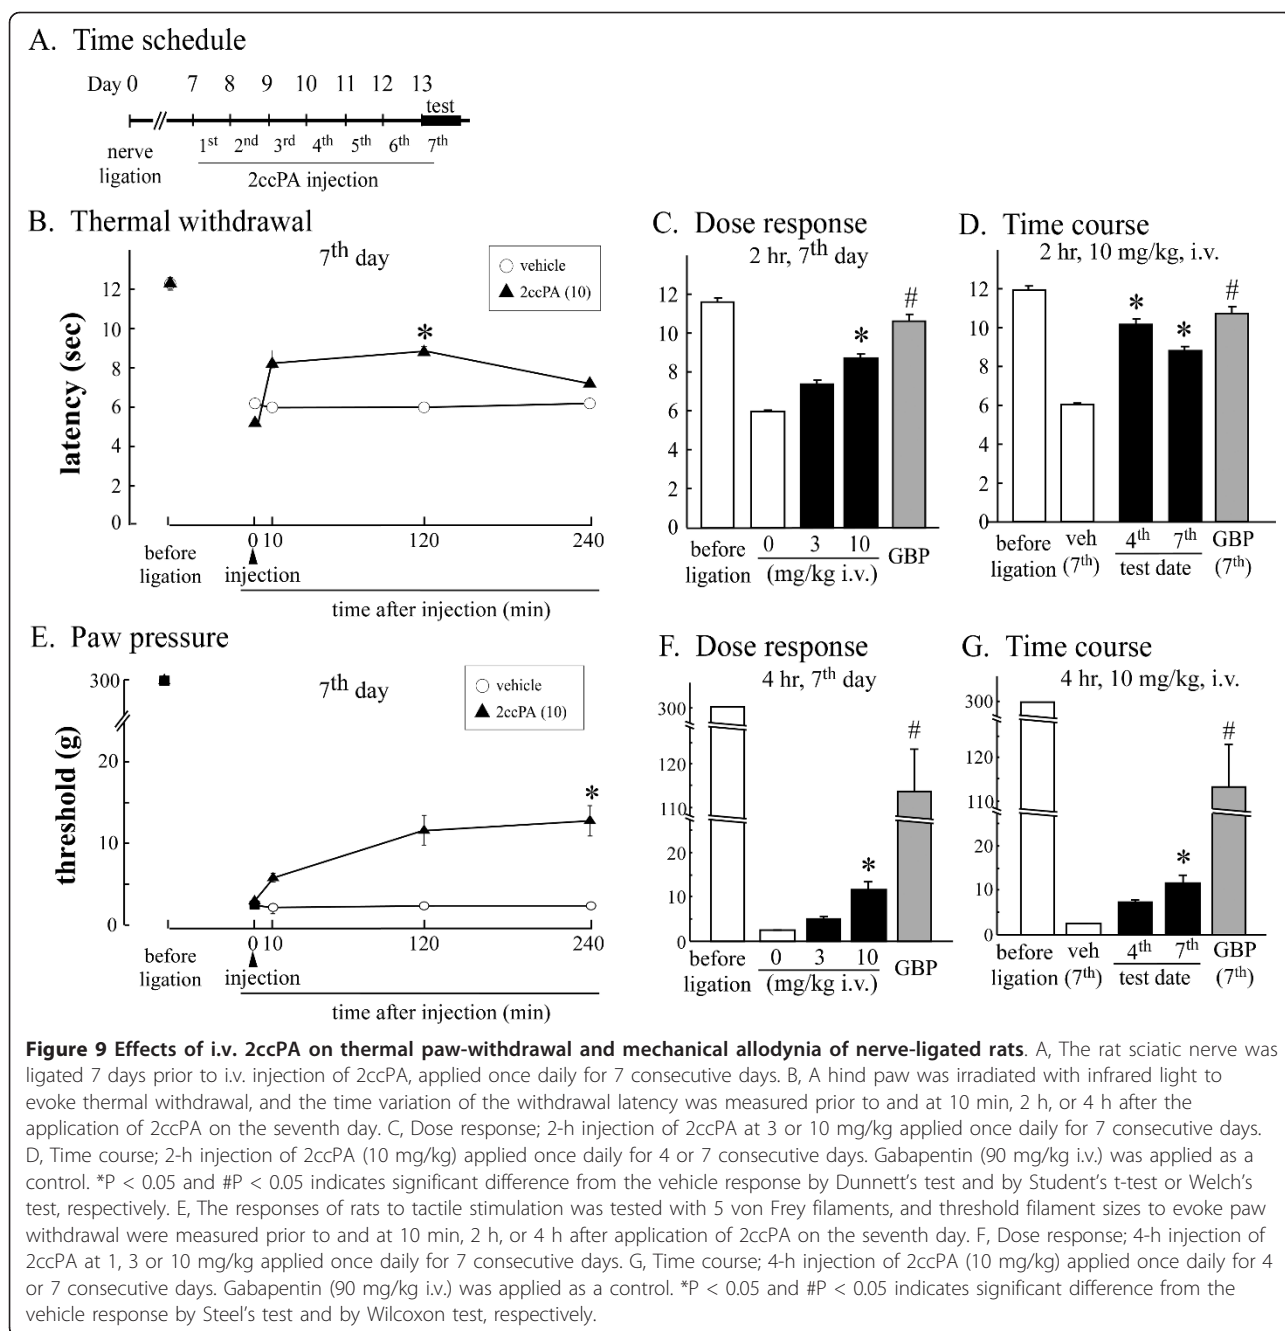 A. Time schedule
Day 0 7 8 9 10 11 12 13
test
1st 2nd 3rd 4th 5th 6th 7th
nerve
ligation
2ccPA injection
B. Thermal withdrawal
7th day
vehicle
2ccPA (10)
latency (sec)
12
10
8
6
4
2
0
*
before
ligation
0 10 120 240
injection
time after injection (min)
C. Dose response
2 hr, 7th day
12
10
8
6
4
2
0
* #
before
ligation
0 3 10
(mg/kg i.v.)
GBP
D. Time course
2 hr, 10 mg/kg, i.v.
12
10
8
6
4
2
0
* * #
before
ligation
veh
(7th)
4th 7th
test date
GBP
(7th)
E. Paw pressure
7th day
vehicle
2ccPA (10)
threshold (g)
300
20
10
0
*
before
ligation
0 10 120 240
injection
time after injection (min)
F. Dose response
4 hr, 7th day
300
120
110
20
10
0
* #
before
ligation
0 3 10
(mg/kg i.v.)
GBP
G. Time course
4 hr, 10 mg/kg, i.v.
300
120
110
20
10
0
* #
before
ligation
veh
(7th)
4th 7th
test date
GBP
(7th)
Figure 9 Effects of i.v. 2ccPA on thermal paw-withdrawal and mechanical allodynia of nerve-ligated rats. A, The rat sciatic nerve was
ligated 7 days prior to i.v. injection of 2ccPA, applied once daily for 7 consecutive days. B, A hind paw was irradiated with infrared light to
evoke thermal withdrawal, and the time variation of the withdrawal latency was measured prior to and at 10 min, 2 h, or 4 h after the
application of 2ccPA on the seventh day. C, Dose response; 2-h injection of 2ccPA at 3 or 10 mg/kg applied once daily for 7 consecutive days.
D, Time course; 2-h injection of 2ccPA (10 mg/kg) applied once daily for 4 or 7 consecutive days. Gabapentin (90 mg/kg i.v.) was applied as a
control. *P < 0.05 and #P < 0.05 indicates significant difference from the vehicle response by Dunnett's test and by Student's t-test or Welch's
test, respectively. E, The responses of rats to tactile stimulation was tested with 5 von Frey filaments, and threshold filament sizes to evoke paw
withdrawal were measured prior to and at 10 min, 2 h, or 4 h after application of 2ccPA on the seventh day. F, Dose response; 4-h injection of
2ccPA at 1, 3 or 10 mg/kg applied once daily for 7 consecutive days. G, Time course; 4-h injection of 2ccPA (10 mg/kg) applied once daily for 4
or 7 consecutive days. Gabapentin (90 mg/kg i.v.) was applied as a control. *P < 0.05 and #P < 0.05 indicates significant difference from the
vehicle response by Steel's test and by Wilcoxon test, respectively.